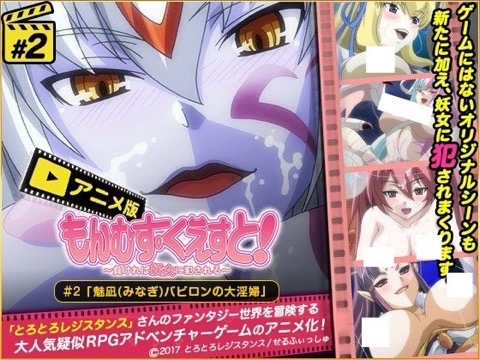 #2
ゲームにはないオリジナルシーンも
新たに加え、妖女に犯されまくります
アニメ版
もんむす・くえすと!
～負ければ妖女に犯される～
#2「魅凪(みなぎ)バビロンの大淫婦」
「とろとろレジスタンス」さんのファンタジー世界を冒険する
大人気疑似RPGアドベンチャーゲームのアニメ化!
©2017 とろとろレジスタンス/せるふぃっしゅ